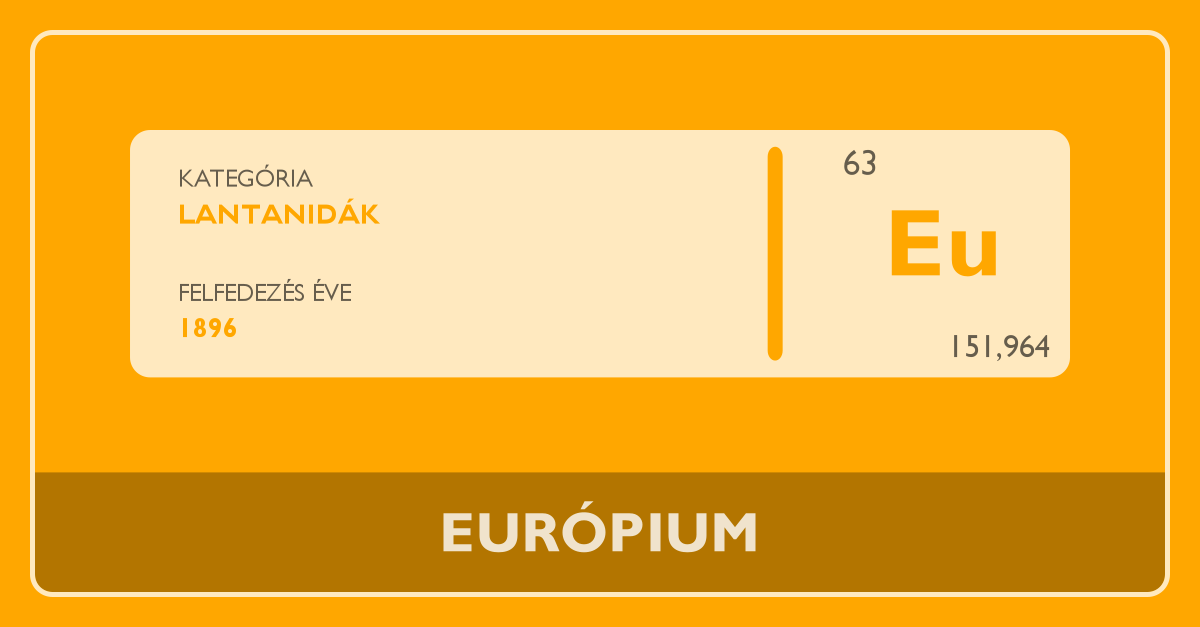 KATEGÓRIA
LANTANIDÁK
FELFEDEZÉS ÉVE
1896
63
Eu
151,964
EURÓPIUM